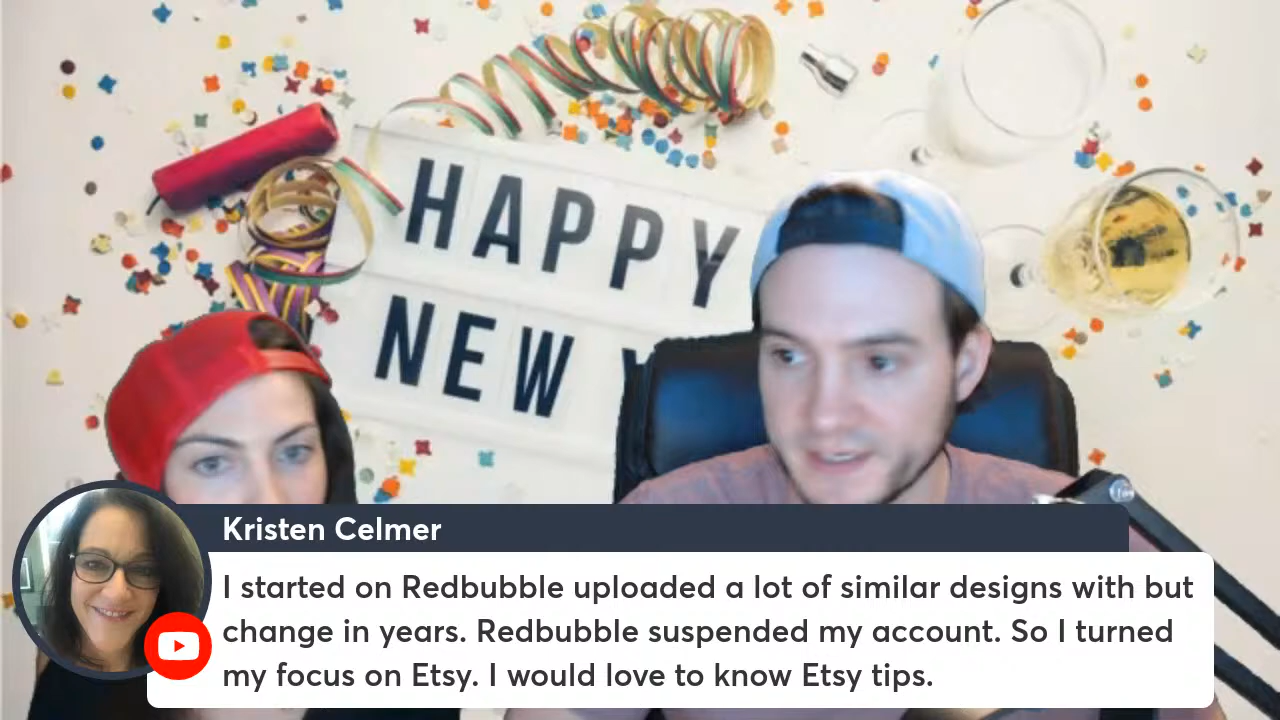 HAPPY
NEW Y
Kristen Celmer
I started on Redbubble uploaded a lot of similar designs with but
change in years. Redbubble suspended my account. So I turned
my focus on Etsy. I would love to know Etsy tips.